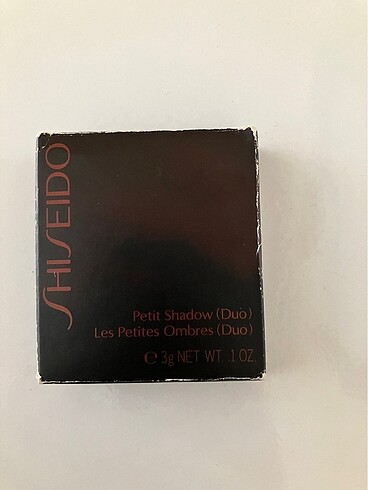 SHISEIDO
Petit Shadow (Duo)
Les Petites Ombres (Duo)
℮ 3g NET WT. .1 OZ.